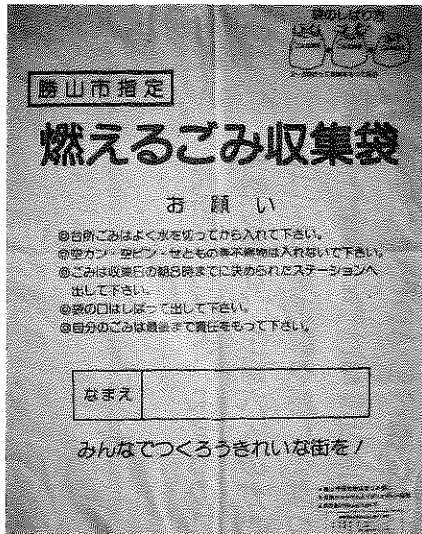 袋のしばり方
勝山市指定
燃えるごみ収集袋
お願い
◎台所ごみはよく水を切ってから入れて下さい。
◎空カン・空ビン・せともの等不燃物は入れないで下さい。
◎ごみは収集日の朝8時までに決められたステーションへ
出して下さい。
◎袋の口はしばって出して下さい。
◎自分のごみは最後まで責任をもって下さい。
なまえ
みんなでつくろうきれいな街を!